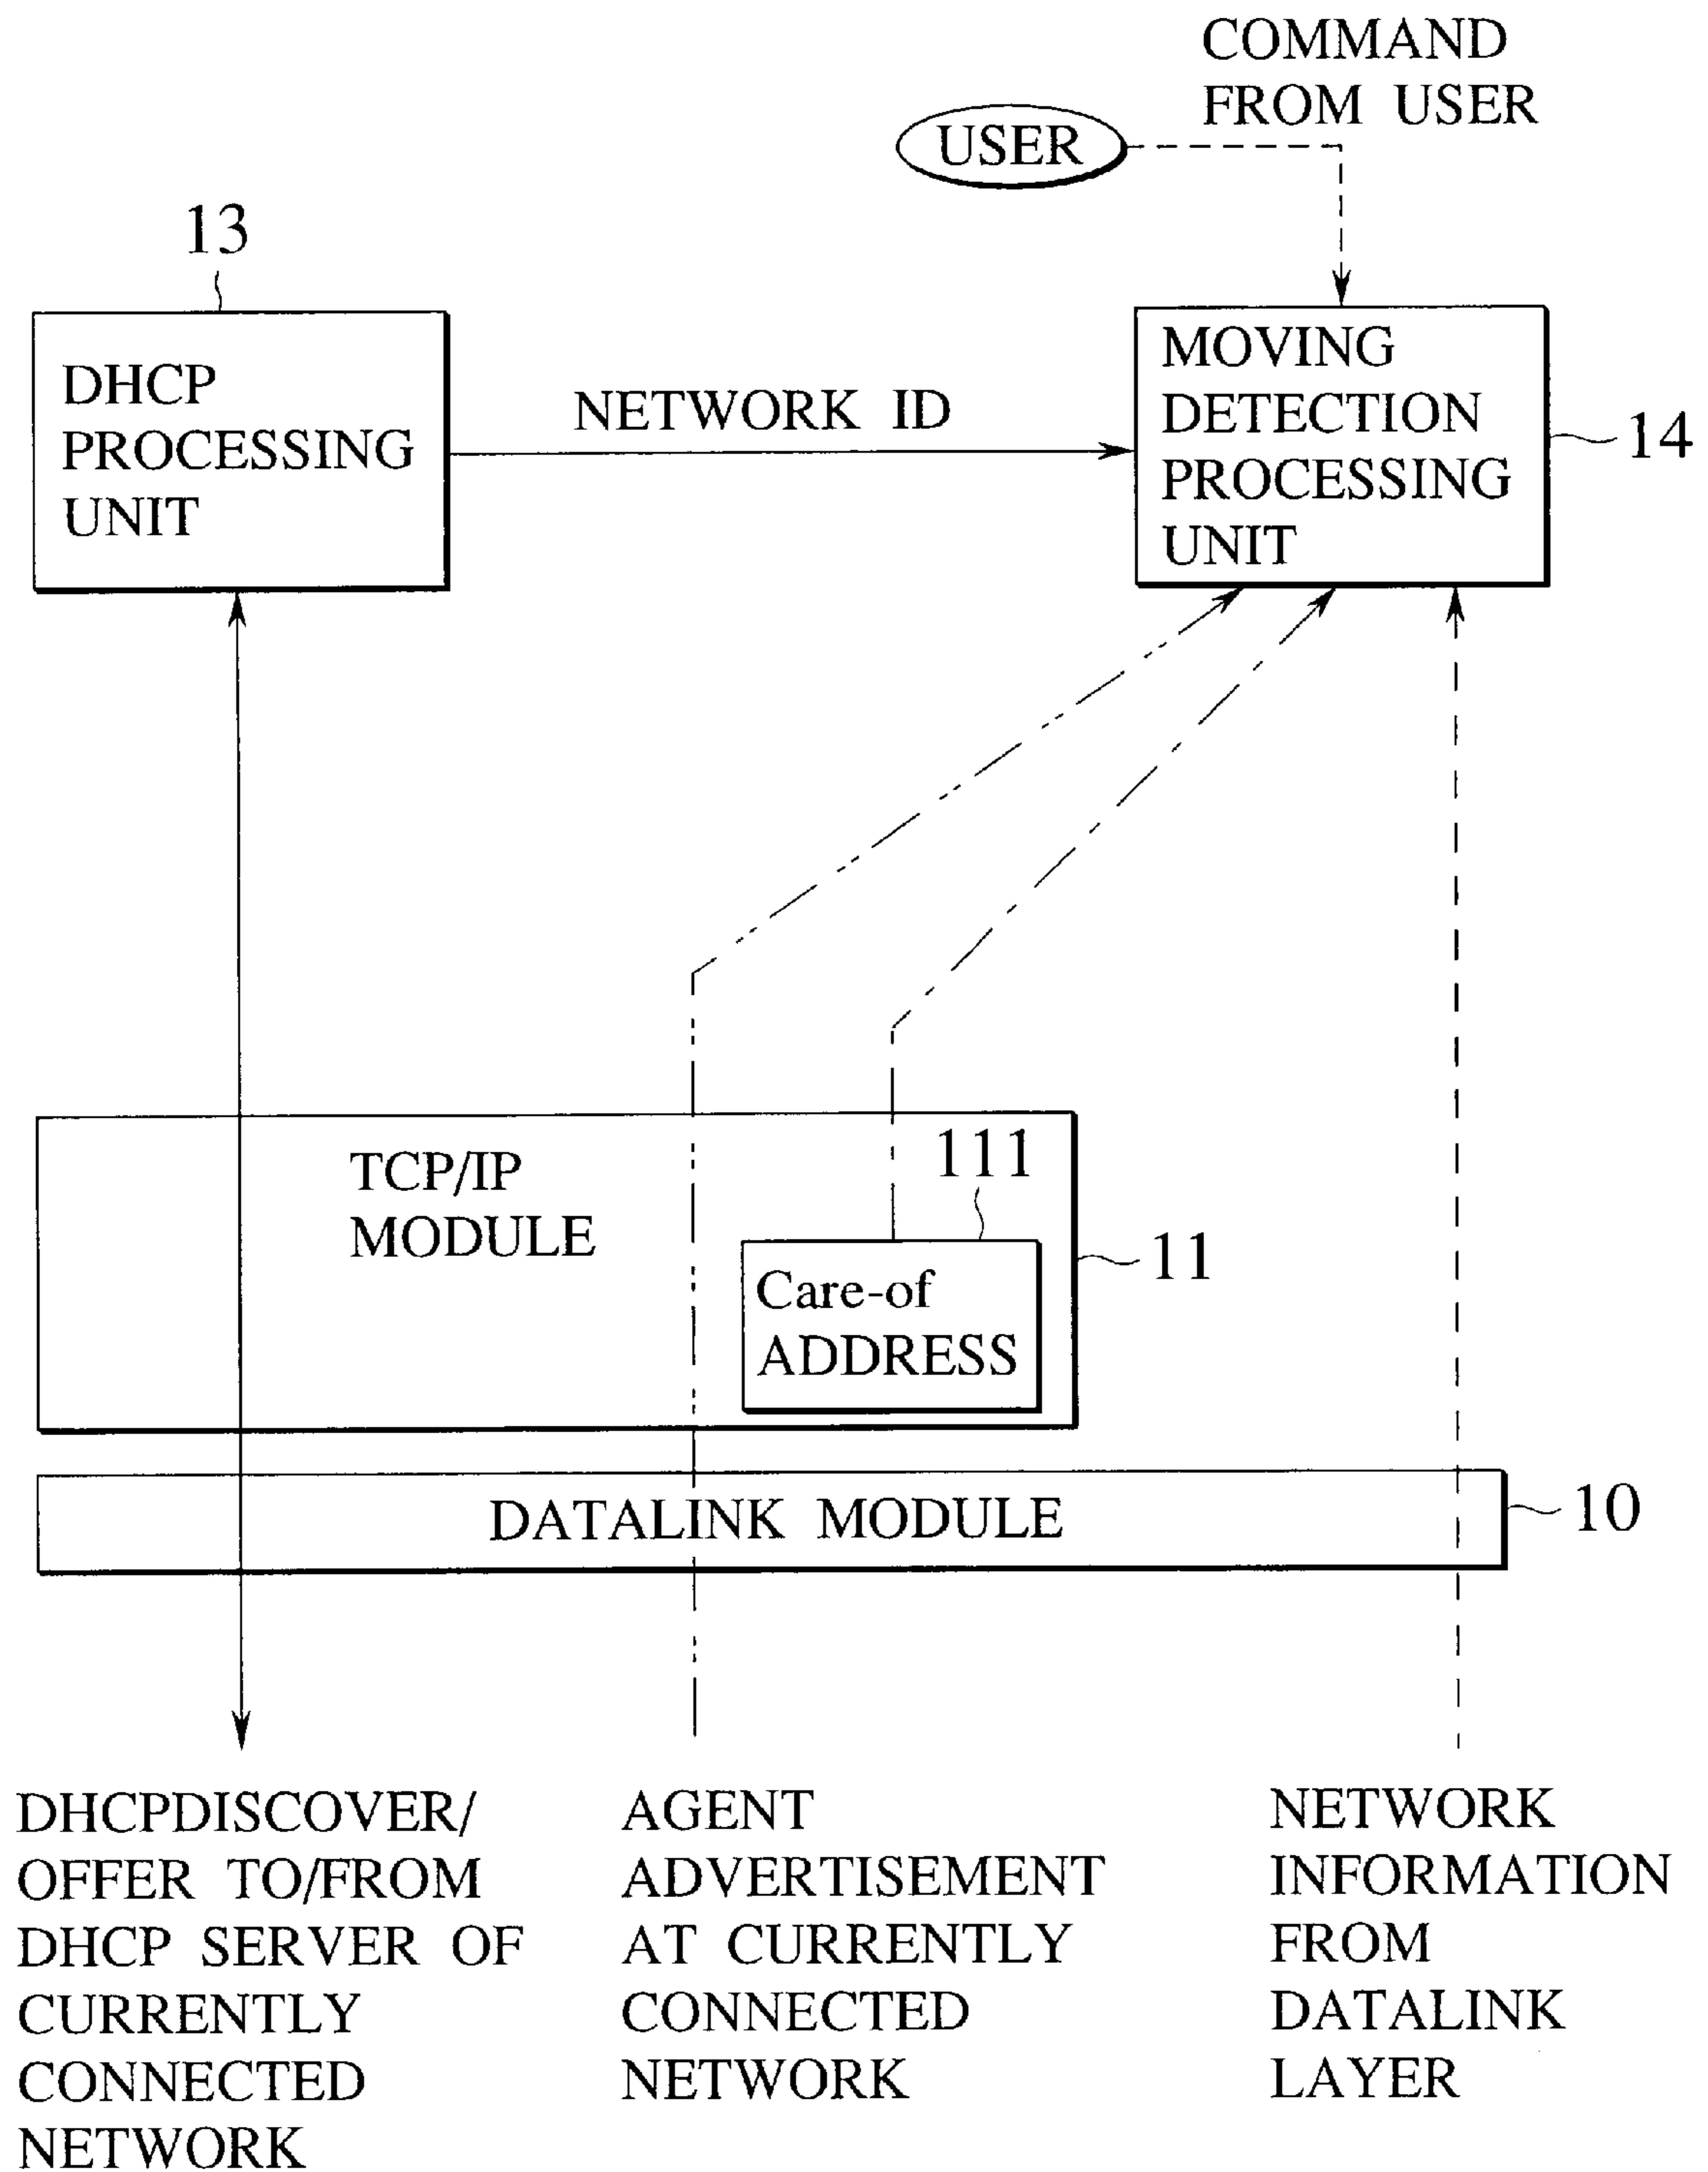 COMMAND
FROM USER
USER
13
DHCP
PROCESSING
UNIT
NETWORK ID
MOVING
DETECTION
PROCESSING
UNIT
14
TCP/IP
MODULE
111
Care-of
ADDRESS
11
DATALINK MODULE
10
DHCPDISCOVER/
OFFER TO/FROM
DHCP SERVER OF
CURRENTLY
CONNECTED
NETWORK
AGENT
ADVERTISEMENT
AT CURRENTLY
CONNECTED
NETWORK
NETWORK
INFORMATION
FROM
DATALINK
LAYER